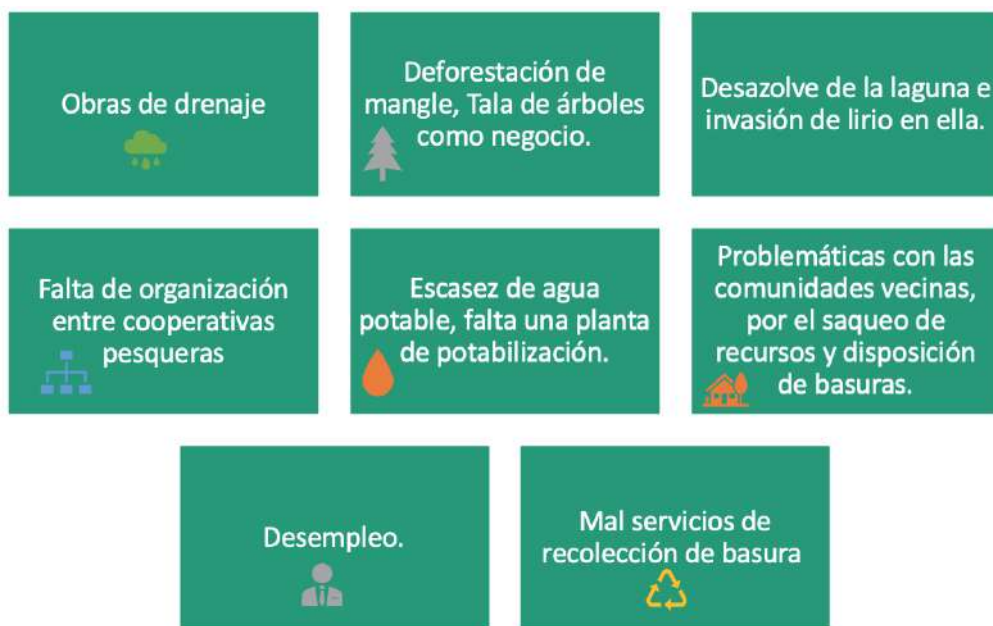 Obras de drenaje
Deforestación de
mangle, Tala de árboles
como negocio.
Desazolve de la laguna e
invasión de lirio en ella.
Falta de organización
entre cooperativas
pesqueras
Escasez de agua
potable, falta una planta
de potabilización.
Problemáticas con las
comunidades vecinas,
por el saqueo de
recursos y disposición
de basuras.
Desempleo.
Mal servicios de
recolección de basura